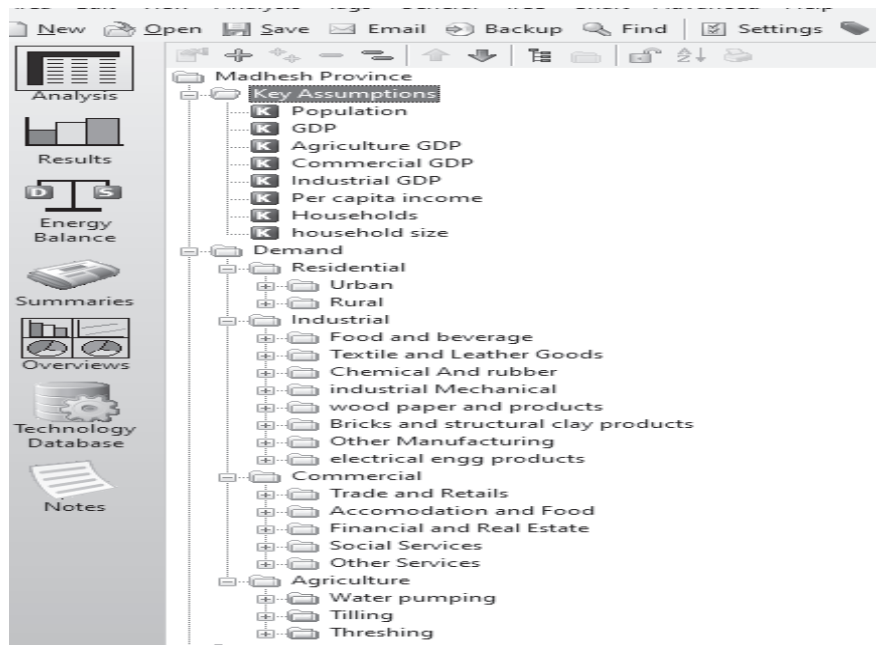 New Open Save Email Backup Find Settings
Analysis
Results
D S
Energy
Balance
Summaries
Overviews
Technology
Database
Notes
Madhesh Province
Key Assumptions
K Population
K GDP
K Agriculture GDP
K Commercial GDP
K Industrial GDP
K Per capita income
K Households
K household size
Demand
Residential
Urban
Rural
Industrial
Food and beverage
Textile and Leather Goods
Chemical And rubber
industrial Mechanical
wood paper and products
Bricks and structural clay products
Other Manufacturing
electrical engg products
Commercial
Trade and Retails
Accomodation and Food
Financial and Real Estate
Social Services
Other Services
Agriculture
Water pumping
Tilling
Threshing